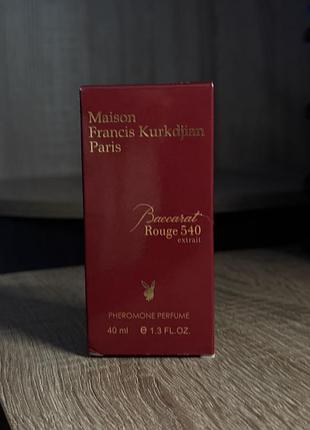 Maison
Francis Kurkdjian
Paris
Baccarat
Rouge 540
extrait
PHEROMONE PERFUME
40 ml e 1.3 FL.OZ.